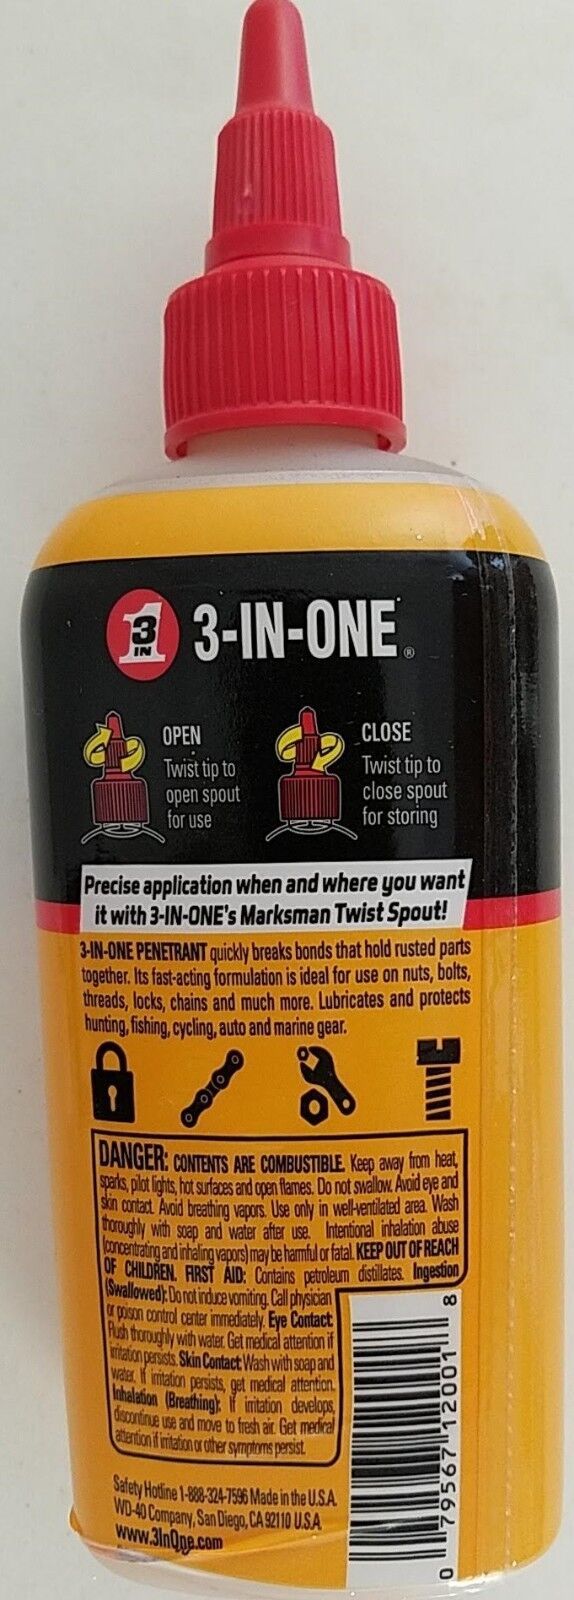 3
IN
1
3-IN-ONE®
OPEN
Twist tip to
open spout
for use
CLOSE
Twist tip to
close spout
for storing
Precise application when and where you want
it with 3-IN-ONE's Marksman Twist Spout!
3-IN-ONE PENETRANT quickly breaks bonds that hold rusted parts
together. Its fast-acting formulation is ideal for use on nuts, bolts,
threads, locks, chains and much more. Lubricates and protects
hunting, fishing, cycling, auto and marine gear.
DANGER: CONTENTS ARE COMBUSTIBLE. Keep away from heat,
sparks, pilot lights, hot surfaces and open flames. Do not swallow. Avoid eye and
skin contact. Avoid breathing vapors. Use only in well-ventilated area. Wash
thoroughly with soap and water after use. Intentional inhalation abuse
(concentrating and inhaling vapors) may be harmful or fatal. KEEP OUT OF REACH
OF CHILDREN. FIRST AID: Contains petroleum distillates. Ingestion
(Swallowed): Do not induce vomiting. Call physician
or poison control center immediately. Eye Contact:
Flush thoroughly with water. Get medical attention if
irritation persists. Skin Contact: Wash with soap and
water. If irritation persists, get medical attention.
Inhalation (Breathing): If irritation develops,
discontinue use and move to fresh air. Get medical
attention if irritation or other symptoms persist.
Safety Hotline 1-888-324-7596 Made in the U.S.A.
WD-40 Company, San Diego, CA 92110 U.S.A.
www.3InOne.com
0 79567 12001 8